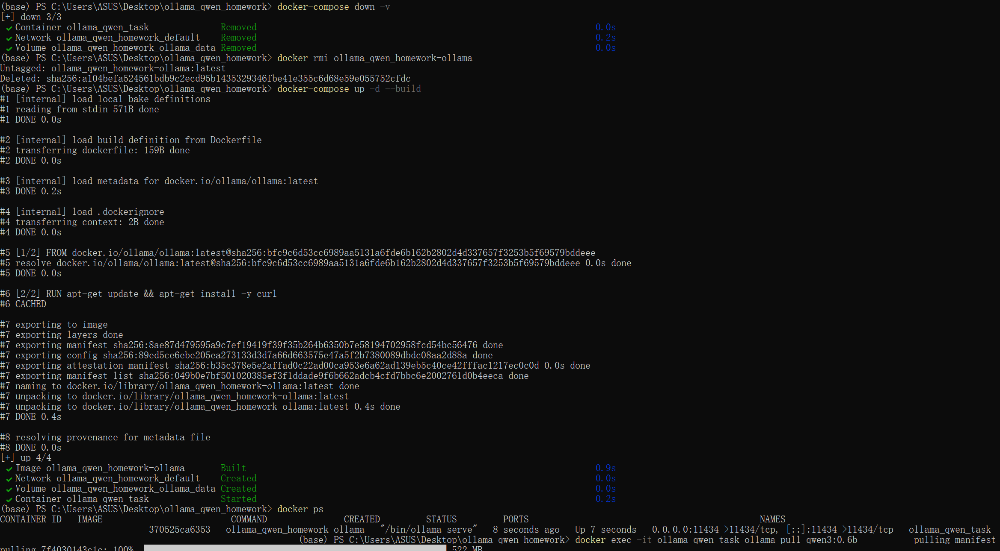 (base) PS C:\Users\ASUS\Desktop\ollama_qwen_homework> docker-compose down -v
[+] down 3/3
✔ Container ollama_qwen_task Removed 0.0s
✔ Network ollama_qwen_homework_default Removed 0.2s
✔ Volume ollama_qwen_homework_ollama_data Removed 0.0s
(base) PS C:\Users\ASUS\Desktop\ollama_qwen_homework> docker rmi ollama_qwen_homework-ollama
Untagged: ollama_qwen_homework-ollama:latest
Deleted: sha256:a104befa524561bdb9c2ecd95b1435329346fbe41e355c6d68e59e055752cfdc
(base) PS C:\Users\ASUS\Desktop\ollama_qwen_homework> docker-compose up -d --build
#1 [internal] load local bake definitions
#1 reading from stdin 571B done
#1 DONE 0.0s
#2 [internal] load build definition from Dockerfile
#2 transferring dockerfile: 159B done
#2 DONE 0.0s
#3 [internal] load metadata for docker.io/ollama/ollama:latest
#3 DONE 0.2s
#4 [internal] load .dockerignore
#4 transferring context: 2B done
#4 DONE 0.0s
#5 [1/2] FROM docker.io/ollama/ollama:latest@sha256:bfc9c6d53cc6989aa5131a6fde6b162b2802d4d337657f3253b5f69579bddeee
#5 resolve docker.io/ollama/ollama:latest@sha256:bfc9c6d53cc6989aa5131a6fde6b162b2802d4d337657f3253b5f69579bddeee 0.0s done
#5 DONE 0.0s
#6 [2/2] RUN apt-get update && apt-get install -y curl
#6 CACHED
#7 exporting to image
#7 exporting layers done
#7 exporting manifest sha256:8ae87d479595a9c7ef19419f39f35b264b6350b7e58194702958fcd54bc56476 done
#7 exporting config sha256:89ed5ce6ebe205ea273133d3d7a66d663575e47a5f2b7380089dbdc08aa2d88a done
#7 exporting attestation manifest sha256:b35c378e5e2affad0c22ad00ca953e6a62ad139eb5c40ce42fffac1217ec0c0d 0.0s done
#7 exporting manifest list sha256:049b0e7bf501020385ef3f1ddade9f6b662adcb4cfd7bbc6e2002761d0b4eeca done
#7 naming to docker.io/library/ollama_qwen_homework-ollama:latest done
#7 unpacking to docker.io/library/ollama_qwen_homework-ollama:latest
#7 unpacking to docker.io/library/ollama_qwen_homework-ollama:latest 0.4s done
#7 DONE 0.4s
#8 resolving provenance for metadata file
#8 DONE 0.0s
[+] up 4/4
✔ Image ollama_qwen_homework-ollama Built 0.9s
✔ Network ollama_qwen_homework_default Created 0.0s
✔ Volume ollama_qwen_homework_ollama_data Created 0.0s
✔ Container ollama_qwen_task Started 0.2s
(base) PS C:\Users\ASUS\Desktop\ollama_qwen_homework> docker ps
CONTAINER ID IMAGE COMMAND CREATED STATUS PORTS NAMES
370525ca6353 ollama_qwen_homework-ollama "/bin/ollama serve" 8 seconds ago Up 7 seconds 0.0.0.0:11434->11434/tcp, [::]:11434->11434/tcp ollama_qwen_task
(base) PS C:\Users\ASUS\Desktop\ollama_qwen_homework> docker exec -it ollama_qwen_task ollama pull qwen3:0.6b pulling manifest
pulling 7f4030143c1c: 100% 522 MB